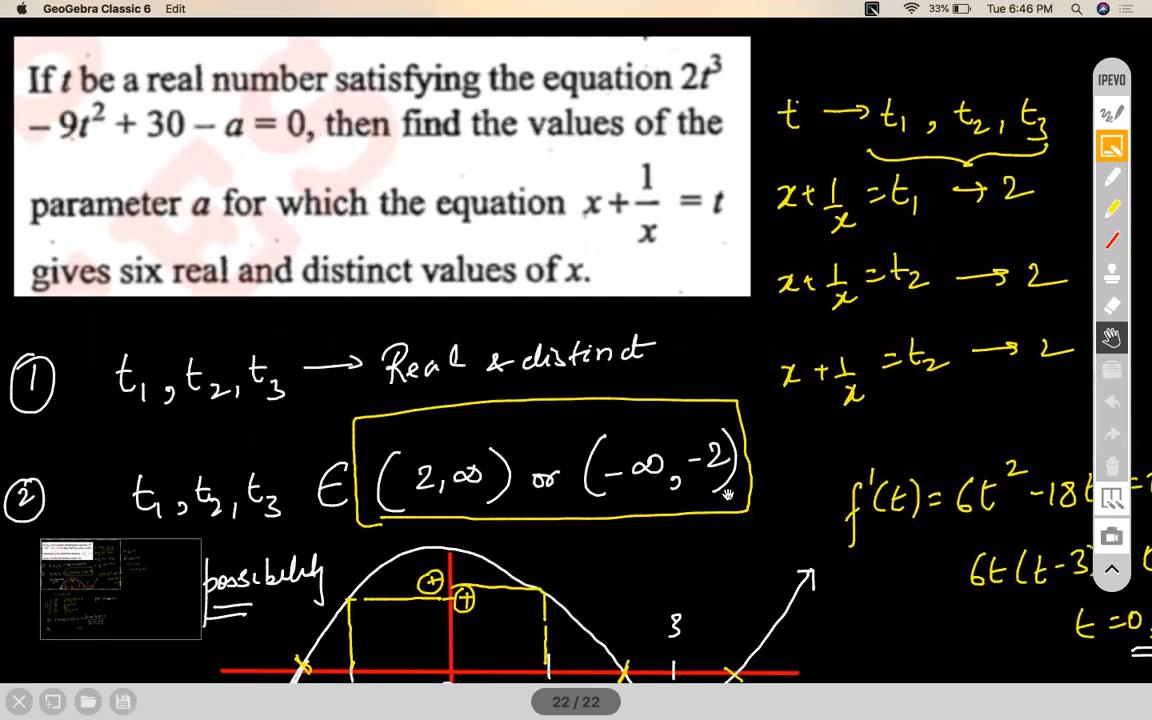 GeoGebra Classic 6 Edit 33% Tue 6:46 PM
If t be a real number satisfying the equation 2t³
– 9t² + 30 – a = 0, then find the values of the
parameter a for which the equation x + 1/x = t
gives six real and distinct values of x.
t → t₁, t₂, t₃
x + 1/x = t₁ → 2
x + 1/x = t₂ → 2
x + 1/x = t₂ → 2
IPEVO
① t₁, t₂, t₃ → Real & distinct
② t₁, t₂, t₃ ∈ (2, ∞) or (-∞, -2)
f'(t) = 6t² - 18t =
6t(t-3)
t = 0,
possibility
+ +
3
22 / 22